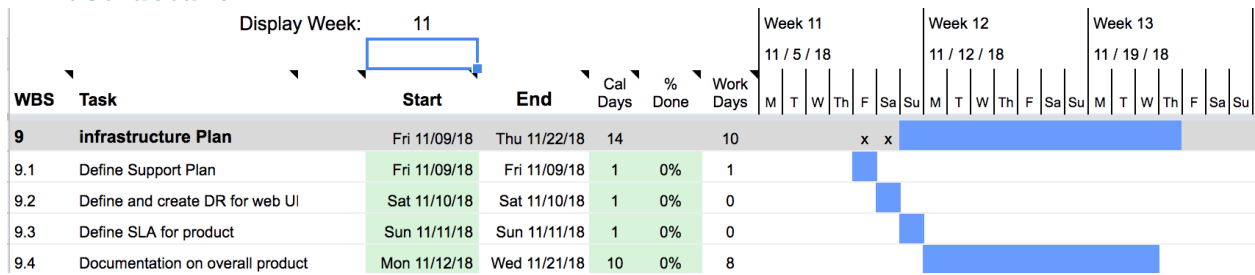 Display Week: 11 Week 11 Week 12 Week 13
11 / 5 / 18 11 / 12 / 18 11 / 19 / 18
WBS Task Start End Cal Days % Done Work Days M T W Th F Sa Su M T W Th F Sa Su M T W Th F Sa Su
9 infrastructure Plan Fri 11/09/18 Thu 11/22/18 14 10 x x
9.1 Define Support Plan Fri 11/09/18 Fri 11/09/18 1 0% 1
9.2 Define and create DR for web UI Sat 11/10/18 Sat 11/10/18 1 0% 0
9.3 Define SLA for product Sun 11/11/18 Sun 11/11/18 1 0% 0
9.4 Documentation on overall product Mon 11/12/18 Wed 11/21/18 10 0% 8